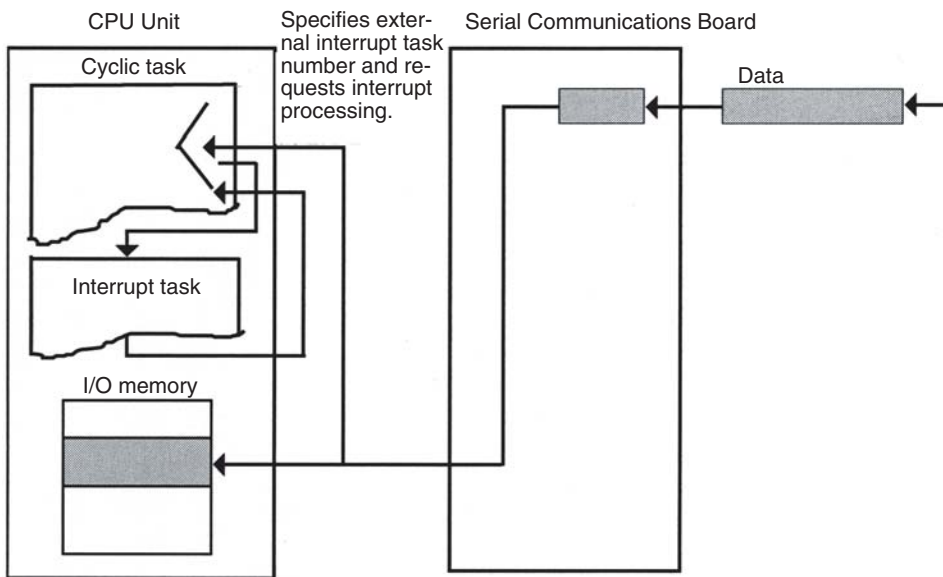 CPU Unit
Cyclic task
Interrupt task
I/O memory
Specifies exter-
nal interrupt task
number and re-
quests interrupt
processing.
Serial Communications Board
Data